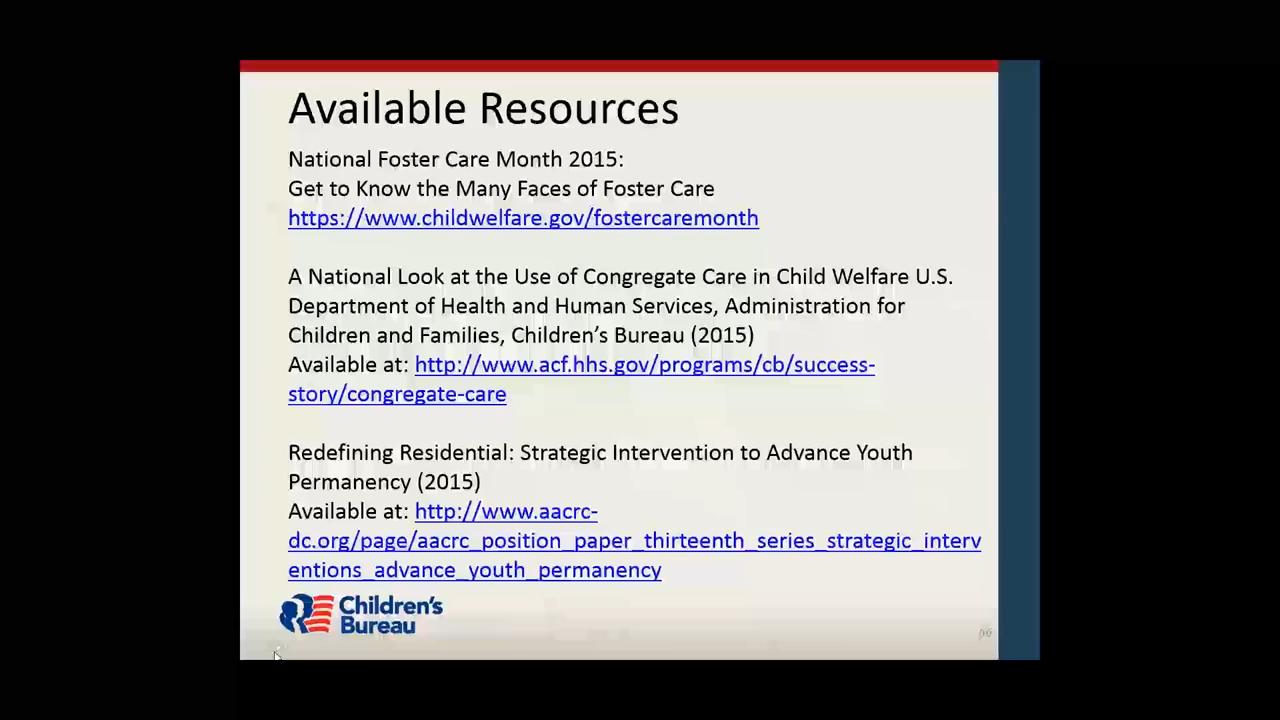 Available Resources
National Foster Care Month 2015:
Get to Know the Many Faces of Foster Care
https://www.childwelfare.gov/fostercaremonth
A National Look at the Use of Congregate Care in Child Welfare U.S.
Department of Health and Human Services, Administration for
Children and Families, Children's Bureau (2015)
Available at: http://www.acf.hhs.gov/programs/cb/success-
story/congregate-care
Redefining Residential: Strategic Intervention to Advance Youth
Permanency (2015)
Available at: http://www.aacrc-
dc.org/page/aacrc_position_paper_thirteenth_series_strategic_interv
entions_advance_youth_permanency
Children's
Bureau